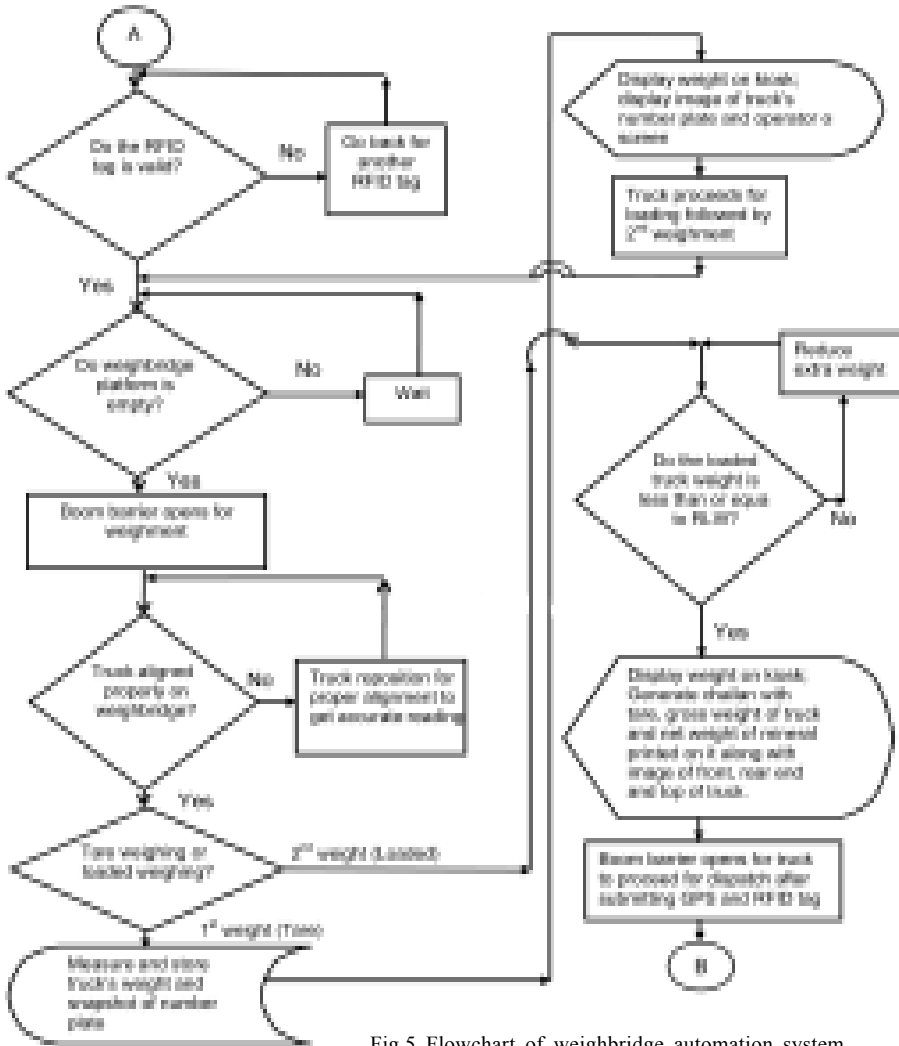 A
Do the RFID
tag is valid?
No
Go back for
another
RFID tag
Yes
Do weighbridge
platform is
empty?
No
Wait
Yes
Boom barrier opens for
weighment
Truck aligned
properly on
weighbridge?
No
Truck reposition for
proper alignment to
get accurate reading
Yes
Tare weighing or
loaded weighing?
2nd weight (Loaded)
1st weight (Tare)
Measure and store
truck's weight and
snapshot of number
plate
Display weight on kiosk;
display image of truck's
number plate and operator's
screen
Truck proceeds for
loading followed by
2nd weighment
Reduce
extra weight
Do the loaded
truck weight is
less than or equal
to RLW?
No
Yes
Display weight on kiosk;
Generate challan with
tare, gross weight of truck
and net weight of mineral
printed on it along with
image of front, rear end
and top of truck.
Boom barrier opens for truck
to proceed for dispatch after
submitting GPS and RFID tag
B
Fig.5 Flowchart of weighbridge automation system